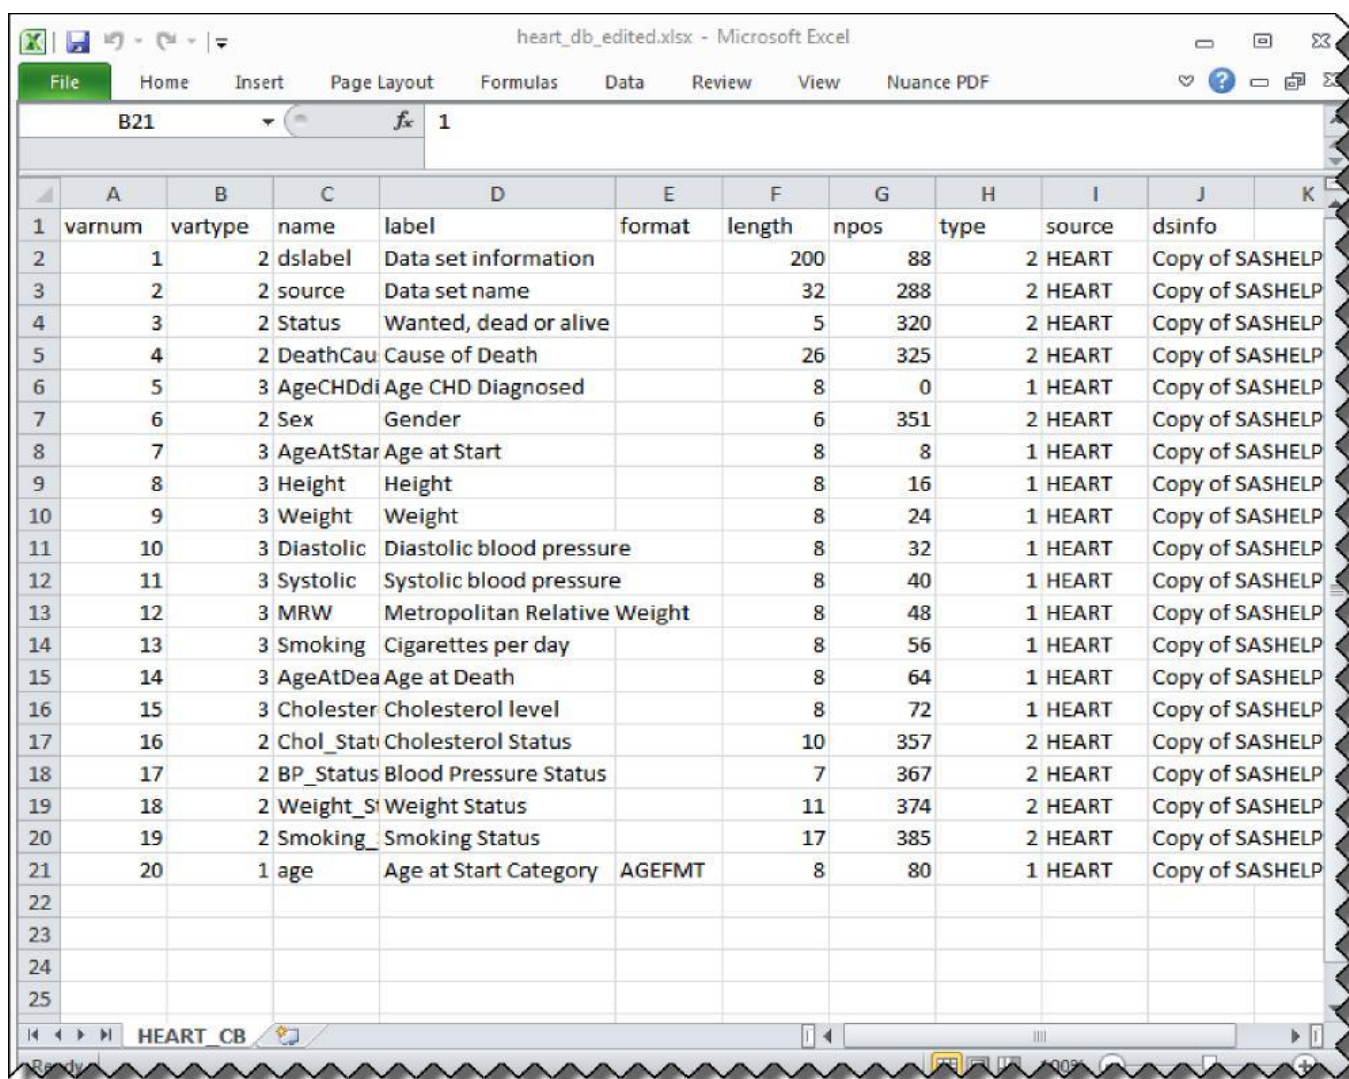 heart_db_edited.xlsx - Microsoft Excel
File Home Insert Page Layout Formulas Data Review View Nuance PDF
B21 fx 1
A B C D E F G H I J K
1 varnum vartype name label format length npos type source dsinfo
2 1 2 dslabel Data set information 200 88 2 HEART Copy of SASHELP
3 2 2 source Data set name 32 288 2 HEART Copy of SASHELP
4 3 2 Status Wanted, dead or alive 5 320 2 HEART Copy of SASHELP
5 4 2 DeathCau Cause of Death 26 325 2 HEART Copy of SASHELP
6 5 3 AgeCHDdi Age CHD Diagnosed 8 0 1 HEART Copy of SASHELP
7 6 2 Sex Gender 6 351 2 HEART Copy of SASHELP
8 7 3 AgeAtStar Age at Start 8 8 1 HEART Copy of SASHELP
9 8 3 Height Height 8 16 1 HEART Copy of SASHELP
10 9 3 Weight Weight 8 24 1 HEART Copy of SASHELP
11 10 3 Diastolic Diastolic blood pressure 8 32 1 HEART Copy of SASHELP
12 11 3 Systolic Systolic blood pressure 8 40 1 HEART Copy of SASHELP
13 12 3 MRW Metropolitan Relative Weight 8 48 1 HEART Copy of SASHELP
14 13 3 Smoking Cigarettes per day 8 56 1 HEART Copy of SASHELP
15 14 3 AgeAtDea Age at Death 8 64 1 HEART Copy of SASHELP
16 15 3 Cholester Cholesterol level 8 72 1 HEART Copy of SASHELP
17 16 2 Chol_Stat Cholesterol Status 10 357 2 HEART Copy of SASHELP
18 17 2 BP_Status Blood Pressure Status 7 367 2 HEART Copy of SASHELP
19 18 2 Weight_S Weight Status 11 374 2 HEART Copy of SASHELP
20 19 2 Smoking_ Smoking Status 17 385 2 HEART Copy of SASHELP
21 20 1 age Age at Start Category AGEFMT 8 80 1 HEART Copy of SASHELP
22
23
24
25
HEART_CB
Ready 100%